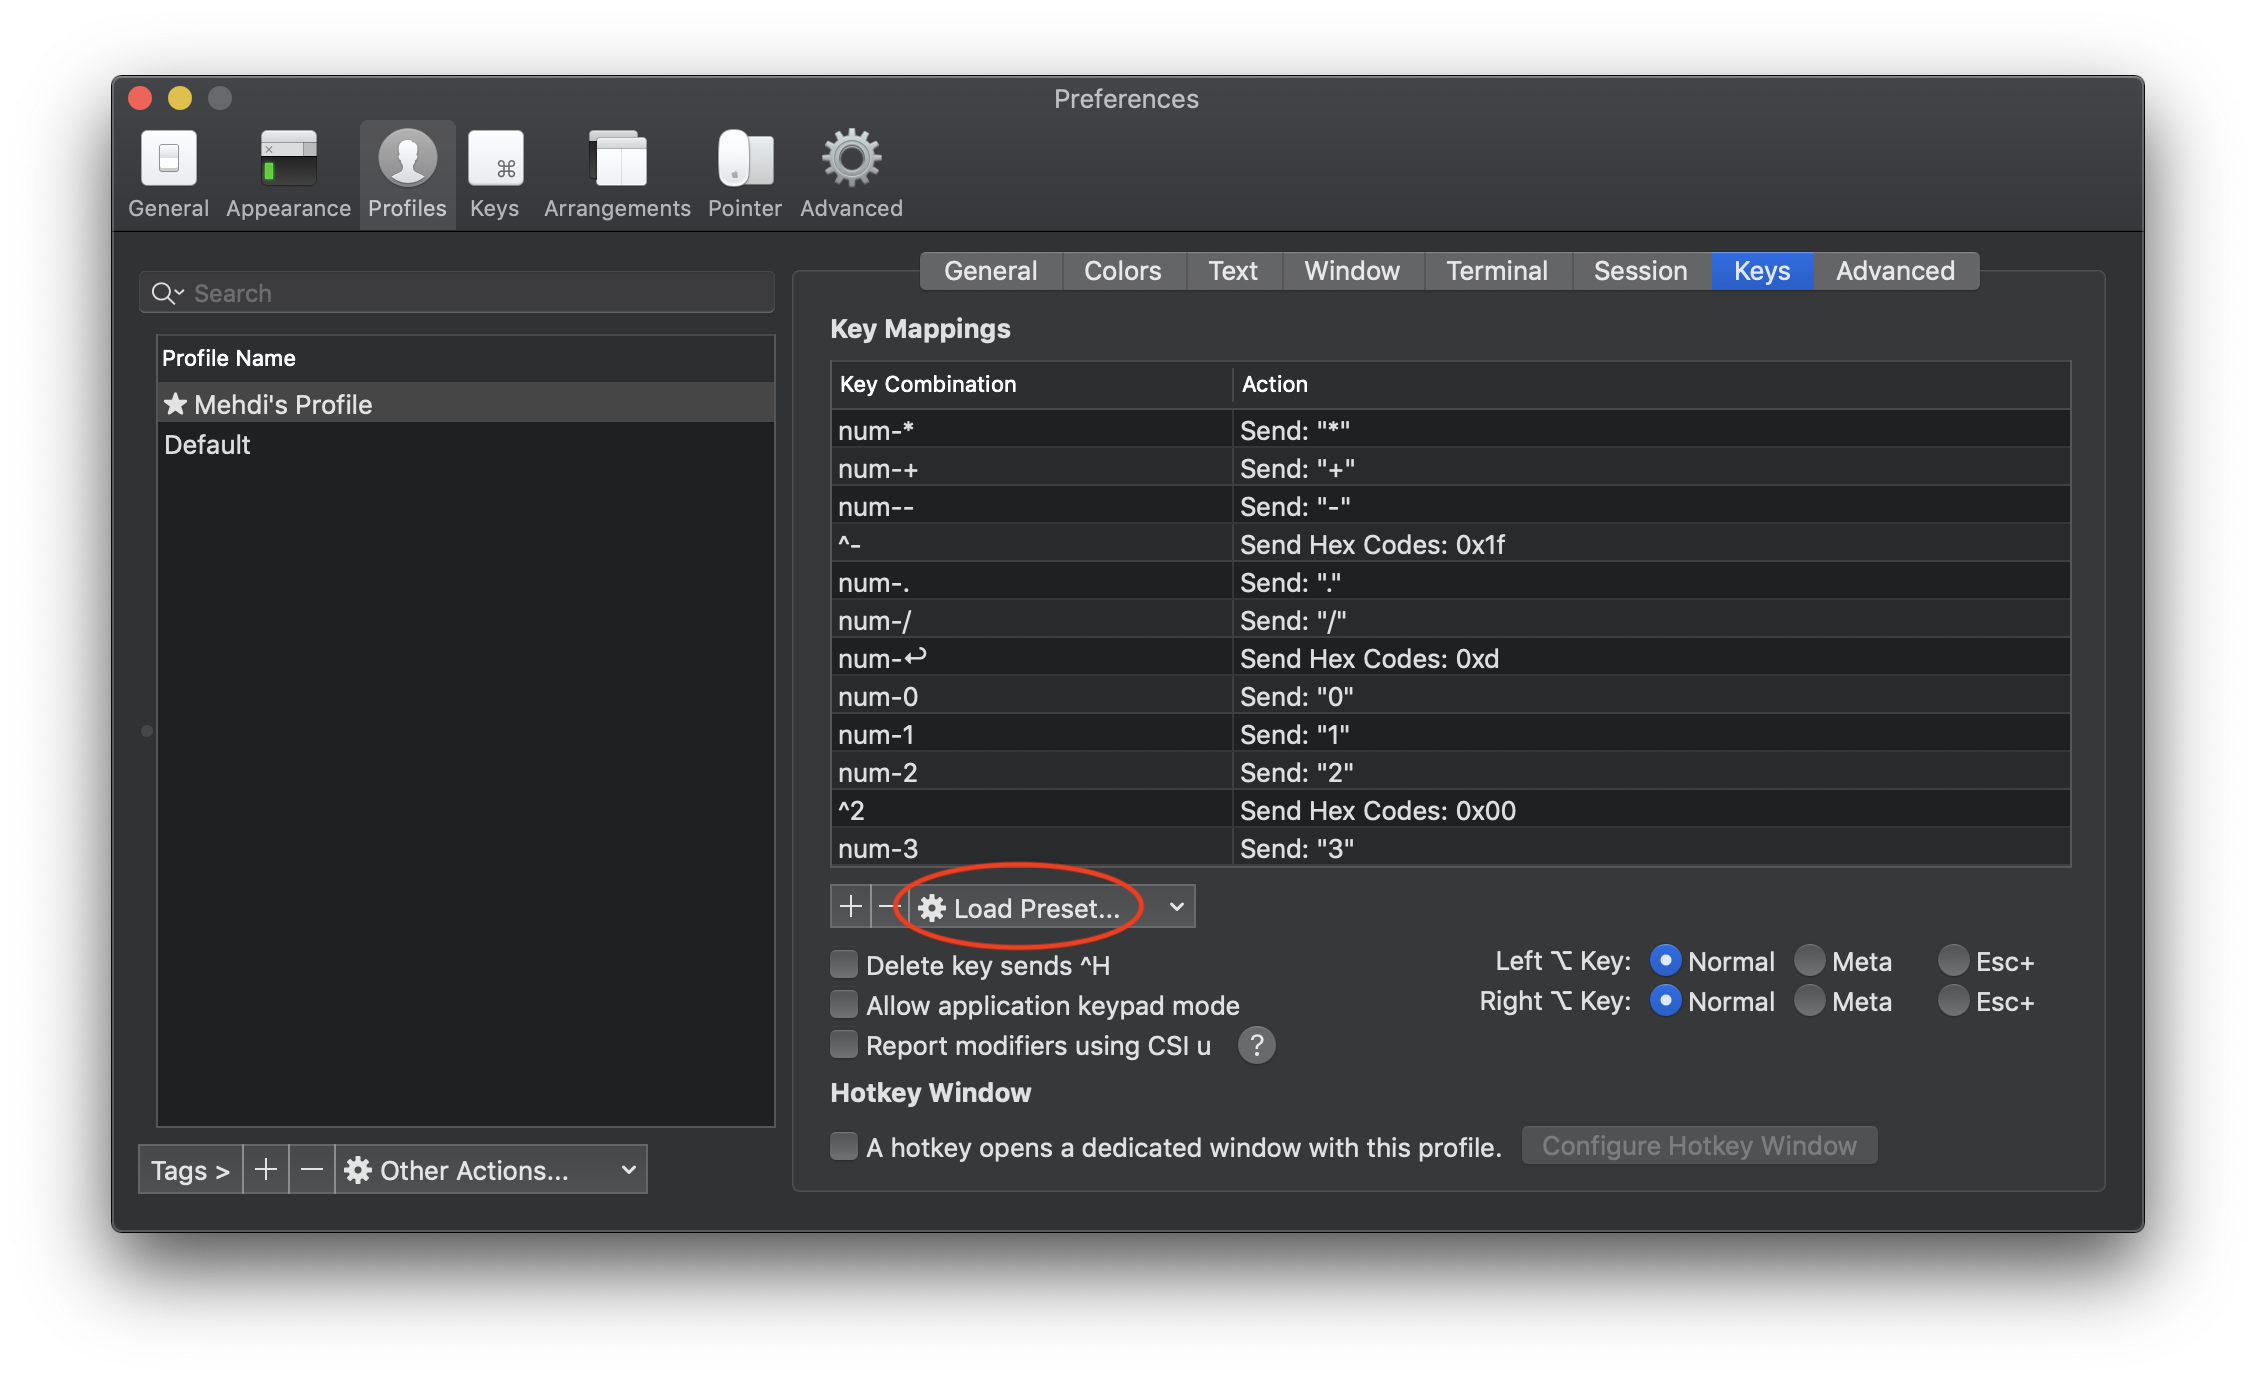 Preferences
General Appearance Profiles Keys Arrangements Pointer Advanced
General Colors Text Window Terminal Session Keys Advanced
Search
Profile Name
★ Mehdi's Profile
Default
Tags > + − Other Actions...
Key Mappings
Key Combination Action
num-* Send: "*"
num-+ Send: "+"
num-- Send: "-"
^- Send Hex Codes: 0x1f
num-. Send: "."
num-/ Send: "/"
num-↩ Send Hex Codes: 0xd
num-0 Send: "0"
num-1 Send: "1"
num-2 Send: "2"
^2 Send Hex Codes: 0x00
num-3 Send: "3"
+ − Load Preset...
Delete key sends ^H
Allow application keypad mode
Report modifiers using CSI u ?
Left ⌥ Key: Normal Meta Esc+
Right ⌥ Key: Normal Meta Esc+
Hotkey Window
A hotkey opens a dedicated window with this profile. Configure Hotkey Window